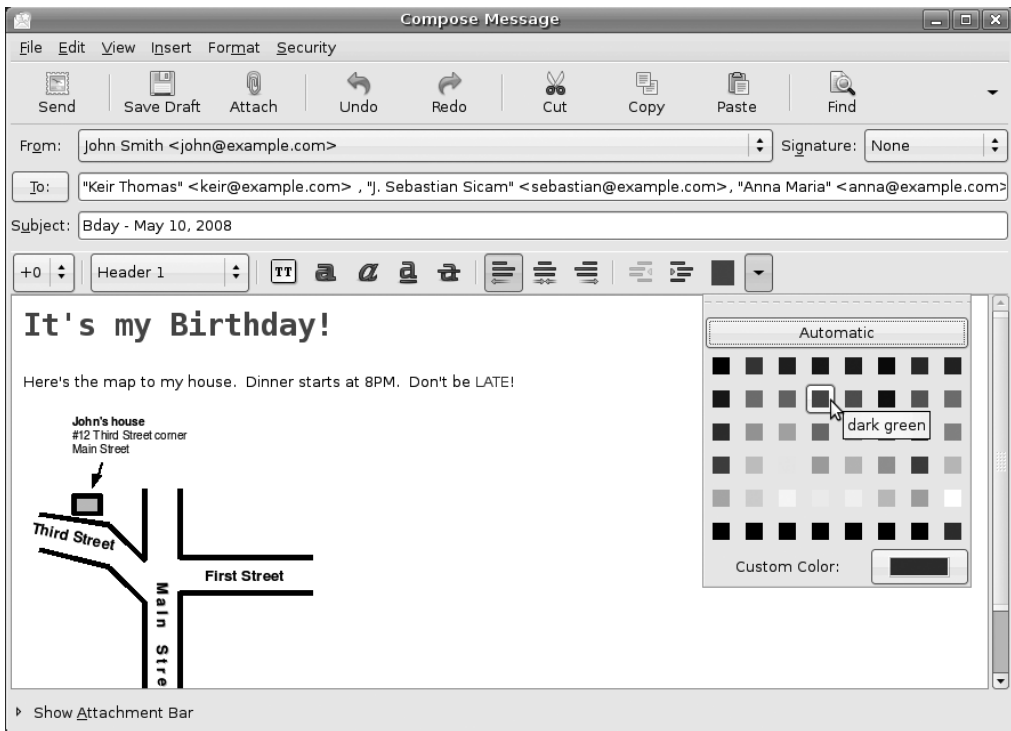 Compose Message
File Edit View Insert Format Security
Send Save Draft Attach Undo Redo Cut Copy Paste Find
From: John Smith <john@example.com> Signature: None
To: "Keir Thomas" <keir@example.com> , "J. Sebastian Sicam" <sebastian@example.com>, "Anna Maria" <anna@example.com>
Subject: Bday - May 10, 2008
+0 Header 1 TT a a a a
It's my Birthday!
Automatic
Here's the map to my house. Dinner starts at 8PM. Don't be LATE!
dark green
John's house
#12 Third Street corner
Main Street
Third Street
First Street
Main Stre
Custom Color:
Show Attachment Bar